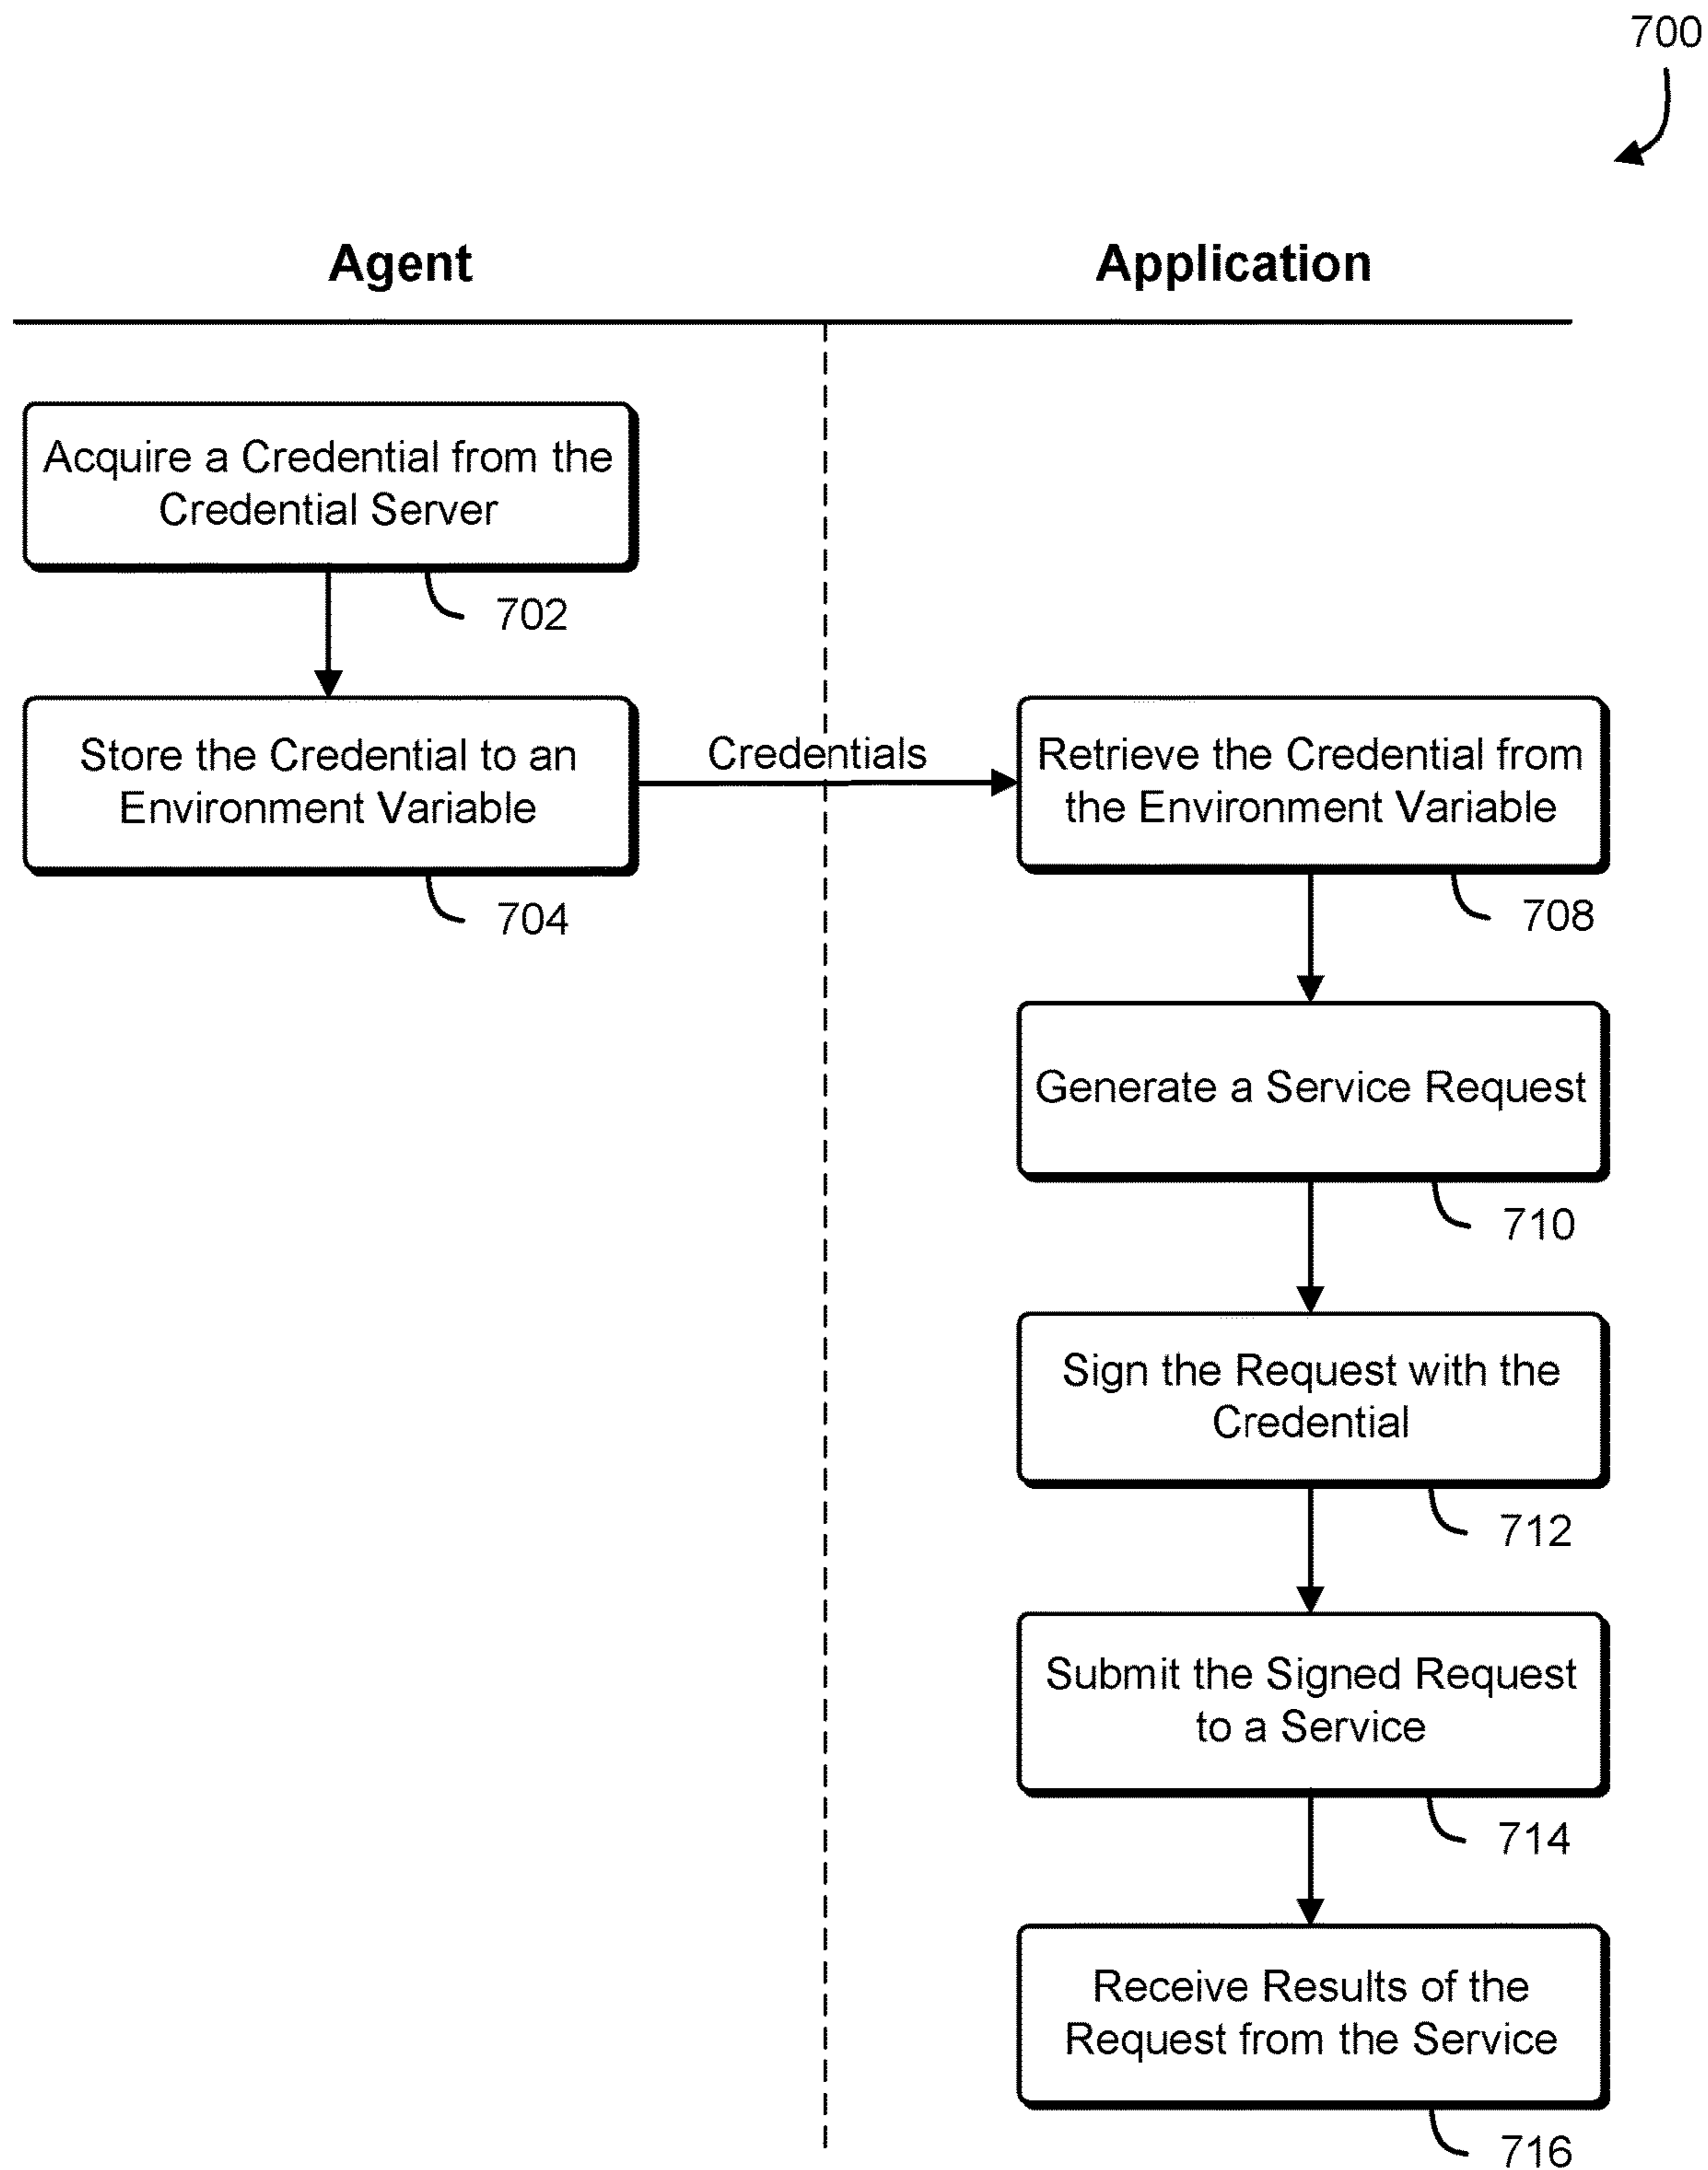 700
Agent
Application
Acquire a Credential from the
Credential Server
702
Store the Credential to an
Environment Variable
704
Credentials
Retrieve the Credential from
the Environment Variable
708
Generate a Service Request
710
Sign the Request with the
Credential
712
Submit the Signed Request
to a Service
714
Receive Results of the
Request from the Service
716